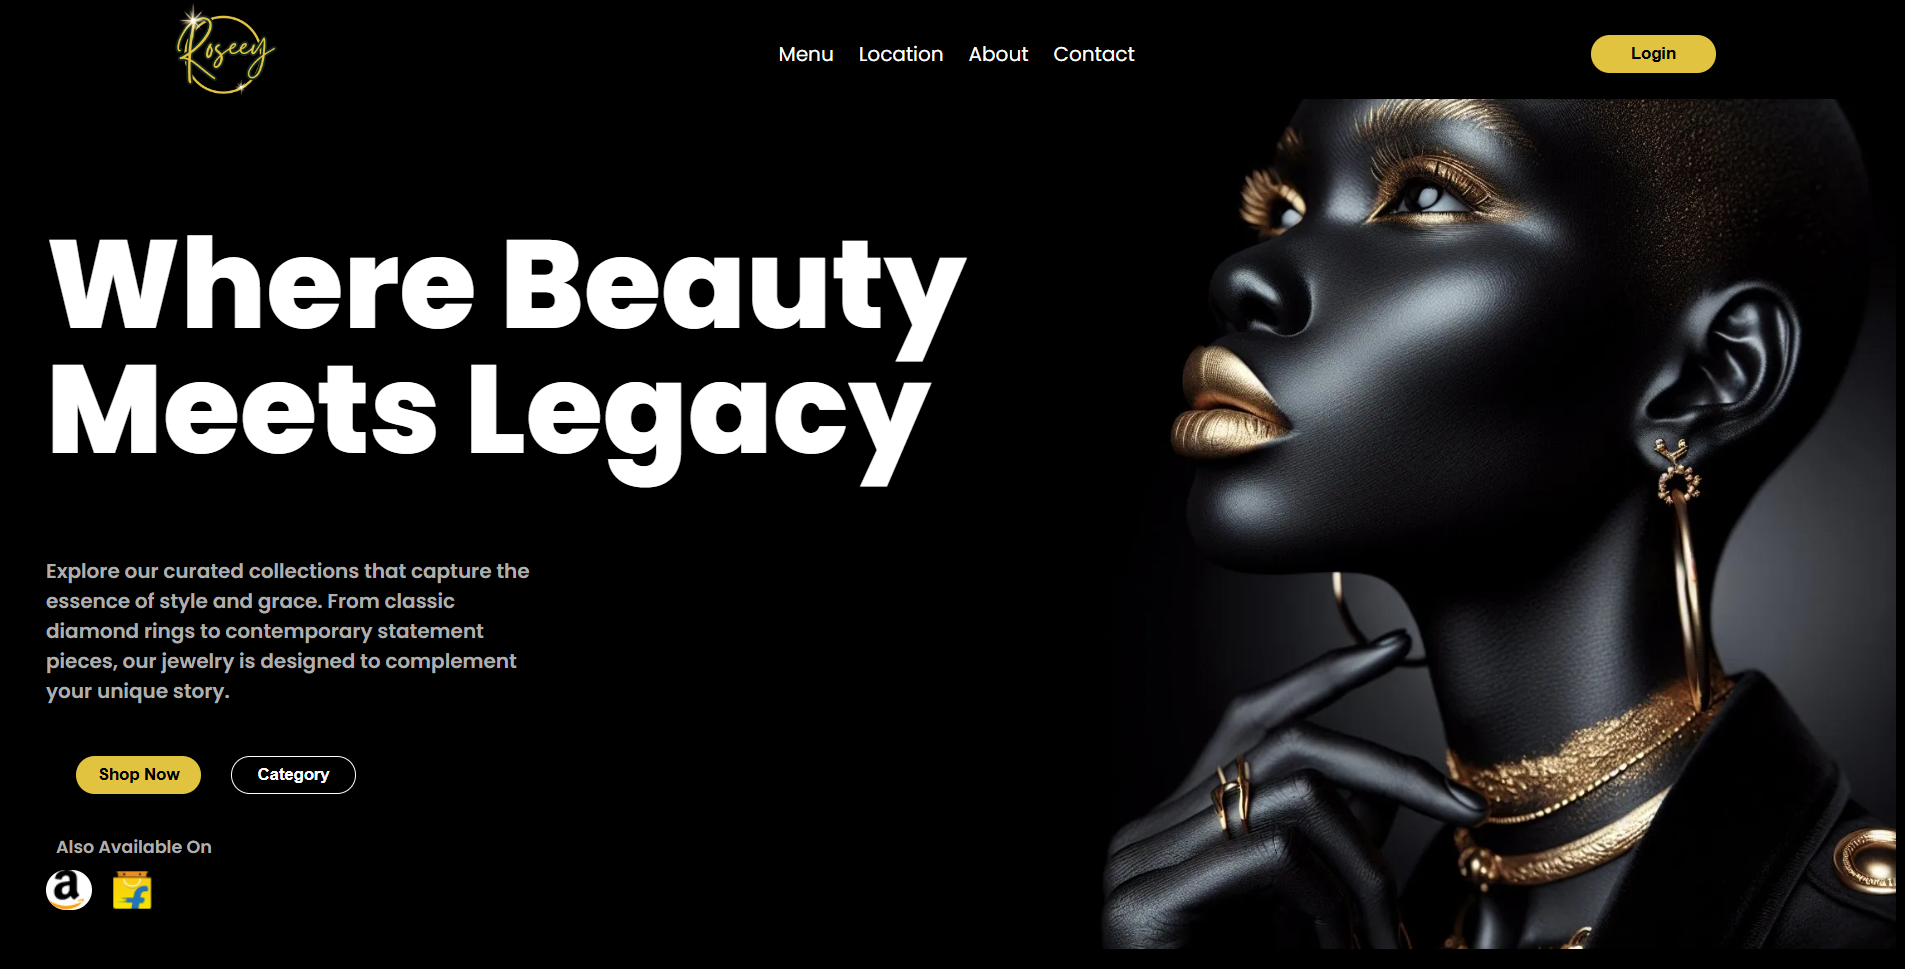 Roseey
Menu Location About Contact
Login
Where Beauty
Meets Legacy
Explore our curated collections that capture the
essence of style and grace. From classic
diamond rings to contemporary statement
pieces, our jewelry is designed to complement
your unique story.
Shop Now Category
Also Available On
a f